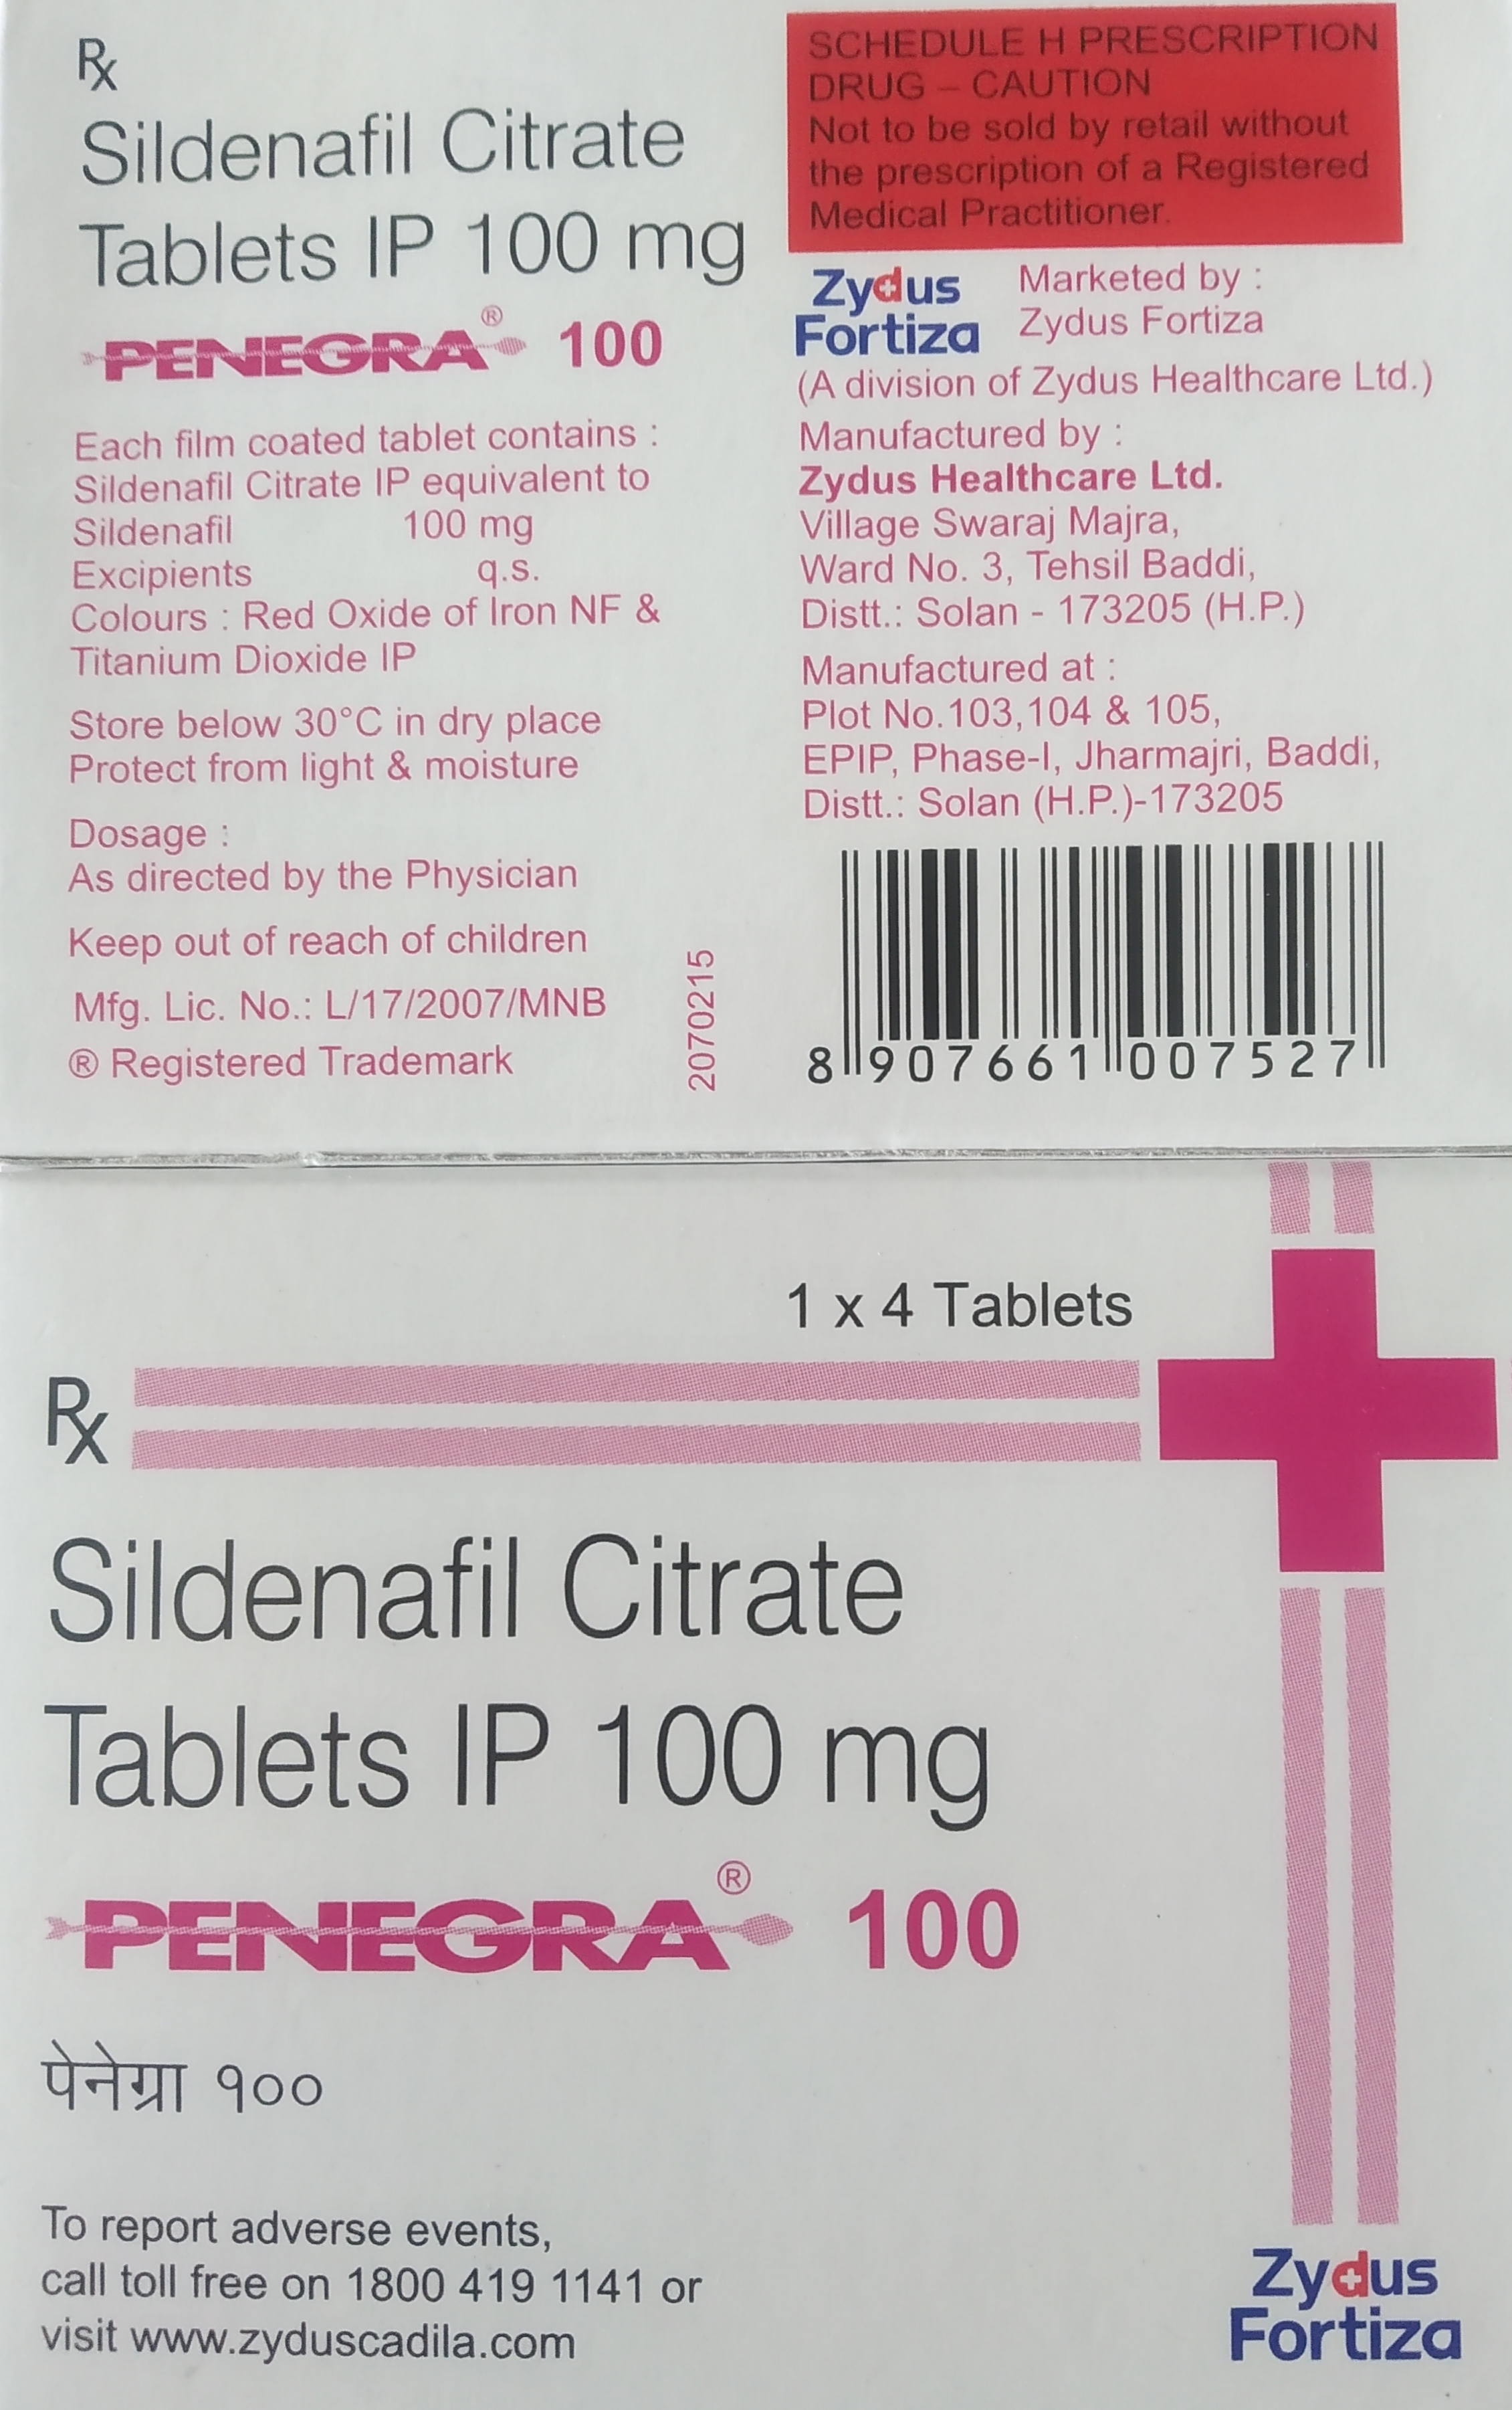 Rx
Sildenafil Citrate
Tablets IP 100 mg
PENEGRA® 100
Each film coated tablet contains :
Sildenafil Citrate IP equivalent to
Sildenafil 100 mg
Excipients q.s.
Colours : Red Oxide of Iron NF &
Titanium Dioxide IP
Store below 30°C in dry place
Protect from light & moisture
Dosage :
As directed by the Physician
Keep out of reach of children
Mfg. Lic. No.: L/17/2007/MNB
® Registered Trademark
2070215
SCHEDULE H PRESCRIPTION
DRUG – CAUTION
Not to be sold by retail without
the prescription of a Registered
Medical Practitioner.
Zydus
Fortiza
Marketed by :
Zydus Fortiza
(A division of Zydus Healthcare Ltd.)
Manufactured by :
Zydus Healthcare Ltd.
Village Swaraj Majra,
Ward No. 3, Tehsil Baddi,
Distt.: Solan - 173205 (H.P.)
Manufactured at :
Plot No.103,104 & 105,
EPIP, Phase-I, Jharmajri, Baddi,
Distt.: Solan (H.P.)-173205
8 907661 007527
1 x 4 Tablets
Rx
Sildenafil Citrate
Tablets IP 100 mg
PENEGRA® 100
पेनेग्रा १००
To report adverse events,
call toll free on 1800 419 1141 or
visit www.zyduscadila.com
Zydus
Fortiza